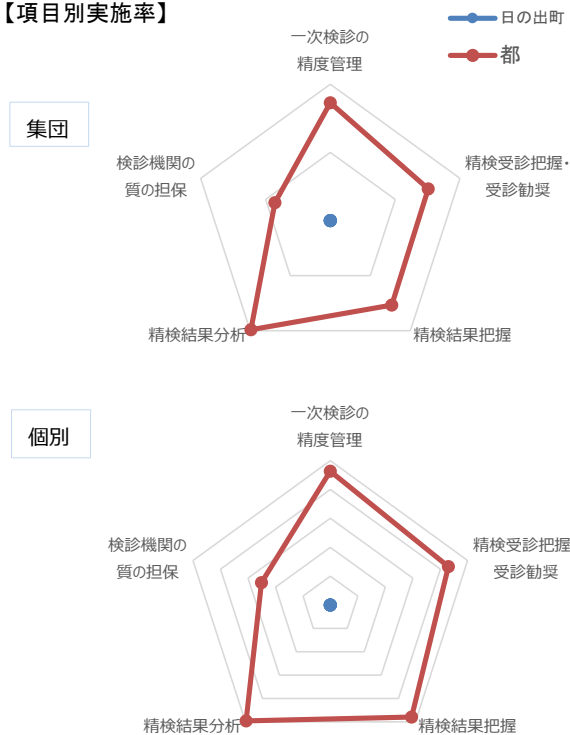 【項目別実施率】
日の出町
都
集団
一次検診の
精度管理
精検受診把握・
受診勧奨
精検結果把握
精検結果分析
検診機関の
質の担保
個別
一次検診の
精度管理
精検受診把握
受診勧奨
精検結果把握
精検結果分析
検診機関の
質の担保